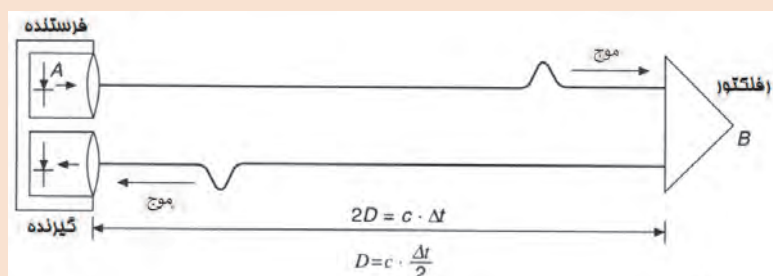 فرستنده
A
موج
رفلکتور
B
موج
گیرنده
2D = c · Δt
D = c · Δt/2